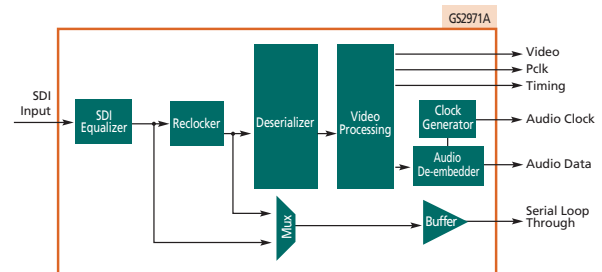 GS2971A
Video
Pclk
Timing
SDI
Input
SDI
Equalizer
Reclocker
Deserializer
Video
Processing
Clock
Generator
Audio Clock
Audio
De-embedder
Audio Data
Mux
Buffer
Serial Loop
Through